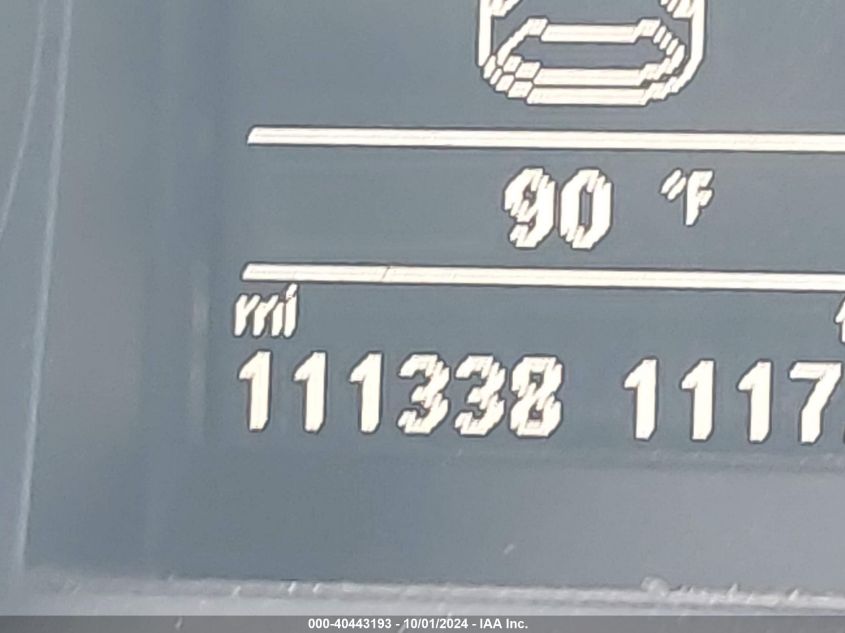 90 °F
mi
111338 1117
000-40443193 - 10/01/2024 - IAA Inc.